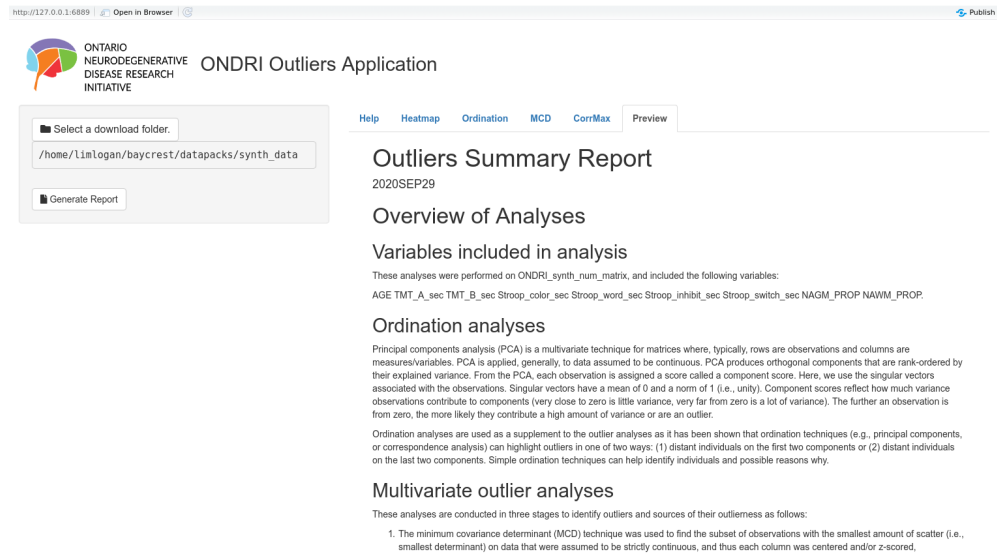 http://127.0.0.1:6889
Open in Browser
Publish
ONTARIO
NEURODEGENERATIVE
DISEASE RESEARCH
INITIATIVE
ONDRI Outliers Application
Select a download folder.
/home/limlogan/baycrest/datapacks/synth_data
Generate Report
Help Heatmap Ordination MCD CorrMax Preview
Outliers Summary Report
2020SEP29
Overview of Analyses
Variables included in analysis
These analyses were performed on ONDRI_synth_num_matrix, and included the following variables:
AGE TMT_A_sec TMT_B_sec Stroop_color_sec Stroop_word_sec Stroop_inhibit_sec Stroop_switch_sec NAGM_PROP NAWM_PROP.
Ordination analyses
Principal components analysis (PCA) is a multivariate technique for matrices where, typically, rows are observations and columns are
measures/variables. PCA is applied, generally, to data assumed to be continuous. PCA produces orthogonal components that are rank-ordered by
their explained variance. From the PCA, each observation is assigned a score called a component score. Here, we use the singular vectors
associated with the observations. Singular vectors have a mean of 0 and a norm of 1 (i.e., unity). Component scores reflect how much variance
observations contribute to components (very close to zero is little variance, very far from zero is a lot of variance). The further an observation is
from zero, the more likely they contribute a high amount of variance or are an outlier.
Ordination analyses are used as a supplement to the outlier analyses as it has been shown that ordination techniques (e.g., principal components,
or correspondence analysis) can highlight outliers in one of two ways: (1) distant individuals on the first two components or (2) distant individuals
on the last two components. Simple ordination techniques can help identify individuals and possible reasons why.
Multivariate outlier analyses
These analyses are conducted in three stages to identify outliers and sources of their outlierness as follows:
1. The minimum covariance determinant (MCD) technique was used to find the subset of observations with the smallest amount of scatter (i.e.,
smallest determinant) on data that were assumed to be strictly continuous, and thus each column was centered and/or z-scored,